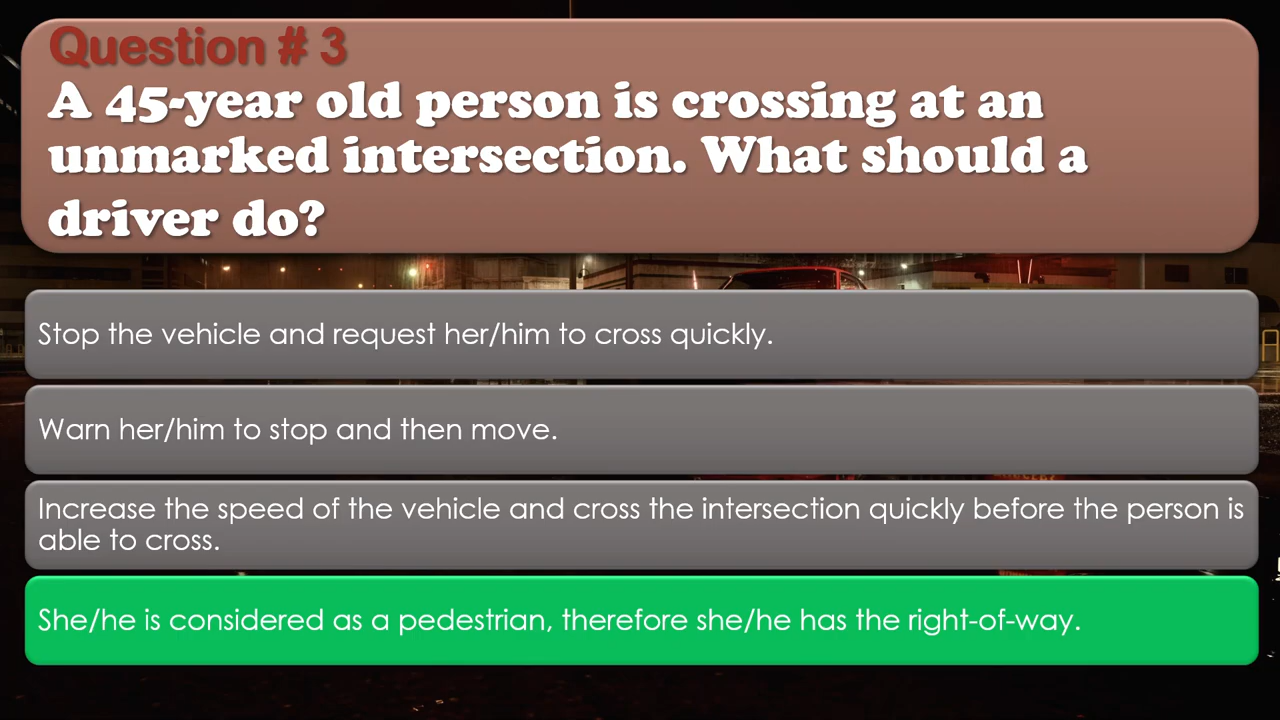 Question # 3
A 45-year old person is crossing at an
unmarked intersection. What should a
driver do?
Stop the vehicle and request her/him to cross quickly.
Warn her/him to stop and then move.
Increase the speed of the vehicle and cross the intersection quickly before the person is
able to cross.
She/he is considered as a pedestrian, therefore she/he has the right-of-way.